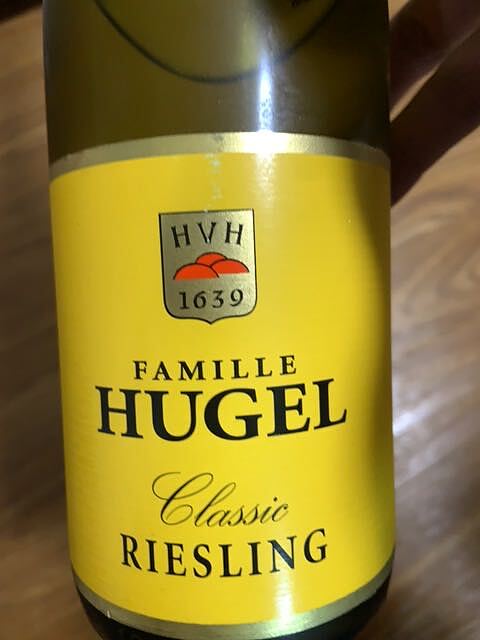 HVH
1639
FAMILLE
HUGEL
Classic
RIESLING